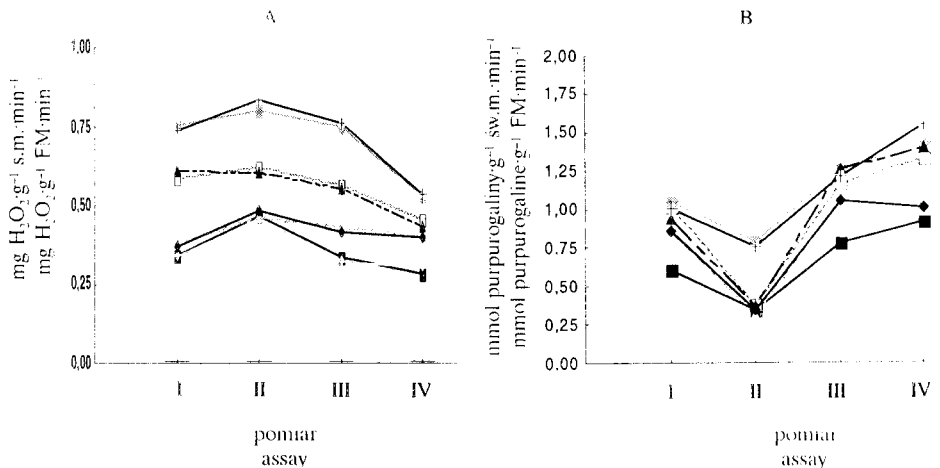 A
mg H₂O₂·g⁻¹ s.m.·min⁻¹
mg H₂O₂·g⁻¹ FM·min⁻¹
1,00
0,75
0,50
0,25
0,00
I II III IV
pomiar
assay
B
mmol purpurogaliny·g⁻¹ św.m.·min⁻¹
mmol purpurogaline·g⁻¹ FM·min⁻¹
2,00
1,75
1,50
1,25
1,00
0,75
0,50
0,25
0,00
I II III IV
pomiar
assay